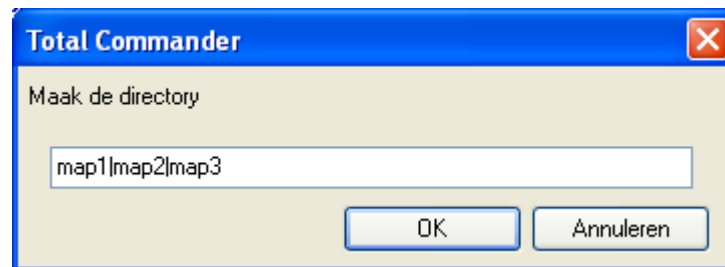 Total Commander
Maak de directory
map1|map2|map3
OK Annuleren